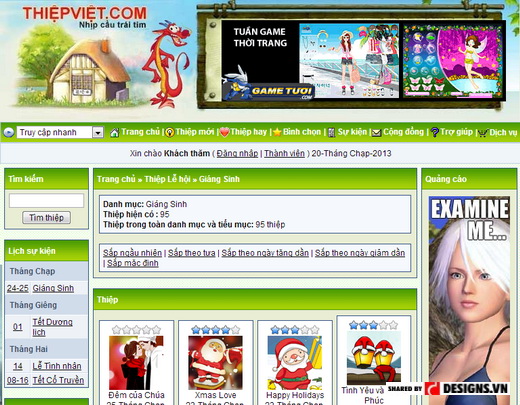 THIỆPVIỆT.COM
Nhịp cầu trái tim
TUẦN GAME
THỜI TRANG
GAME TUOI
.COM
Truy cập nhanh
Trang chủ | Thiệp mới | Thiệp hay | Bình chọn | Sự kiện | Cộng đồng | Trợ giúp | Dịch vụ
Xin chào Khách thăm ( Đăng nhập | Thành viên ) 20-Tháng Chạp-2013
Tìm kiếm
Tìm thiệp
Lịch sự kiện
Tháng Chạp
24-25 Giáng Sinh
Tháng Giêng
01 Tết Dương lịch
Tháng Hai
14 Lễ Tình nhân
08-16 Tết Cổ Truyền
Trang chủ » Thiệp Lễ hội » Giáng Sinh
Danh mục: Giáng Sinh
Thiệp hiện có : 95
Thiệp trong toàn danh mục và tiểu mục: 95 thiệp
Sắp ngẫu nhiên | Sắp theo tựa | Sắp theo ngày tăng dần | Sắp theo ngày giảm dần
| Sắp mặc định
Thiệp
Đêm của Chúa
25-Tháng Chạp
Xmas Love
23-Tháng Chạp
Happy Holidays
23-Tháng Chạp
Tình Yêu và
Phúc
Quảng cáo
EXAMINE
ME...
SHARED BY
DESIGNS.VN